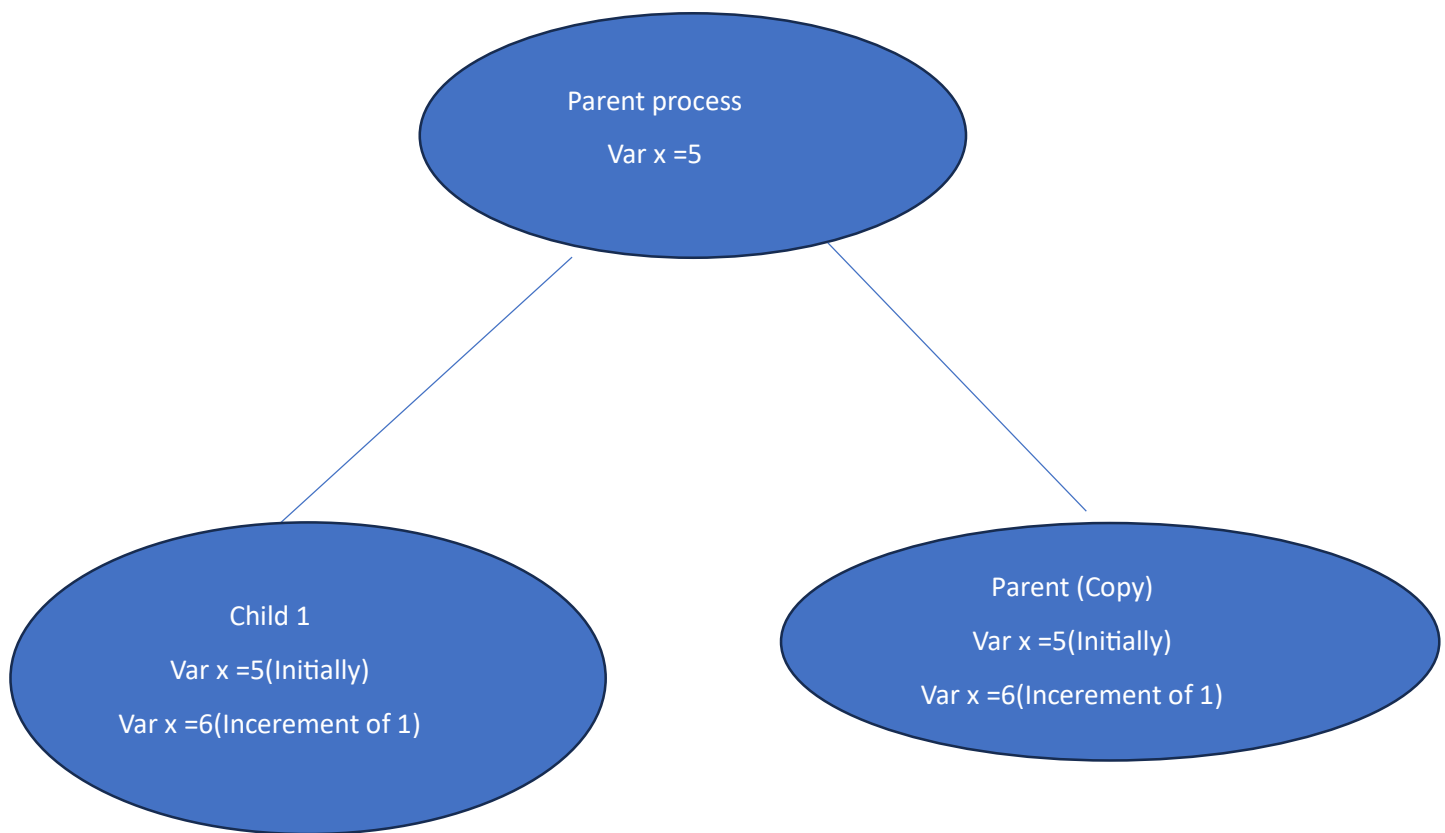 Parent process
Var x =5
Child 1
Var x =5(Initially)
Var x =6(Incerement of 1)
Parent (Copy)
Var x =5(Initially)
Var x =6(Incerement of 1)